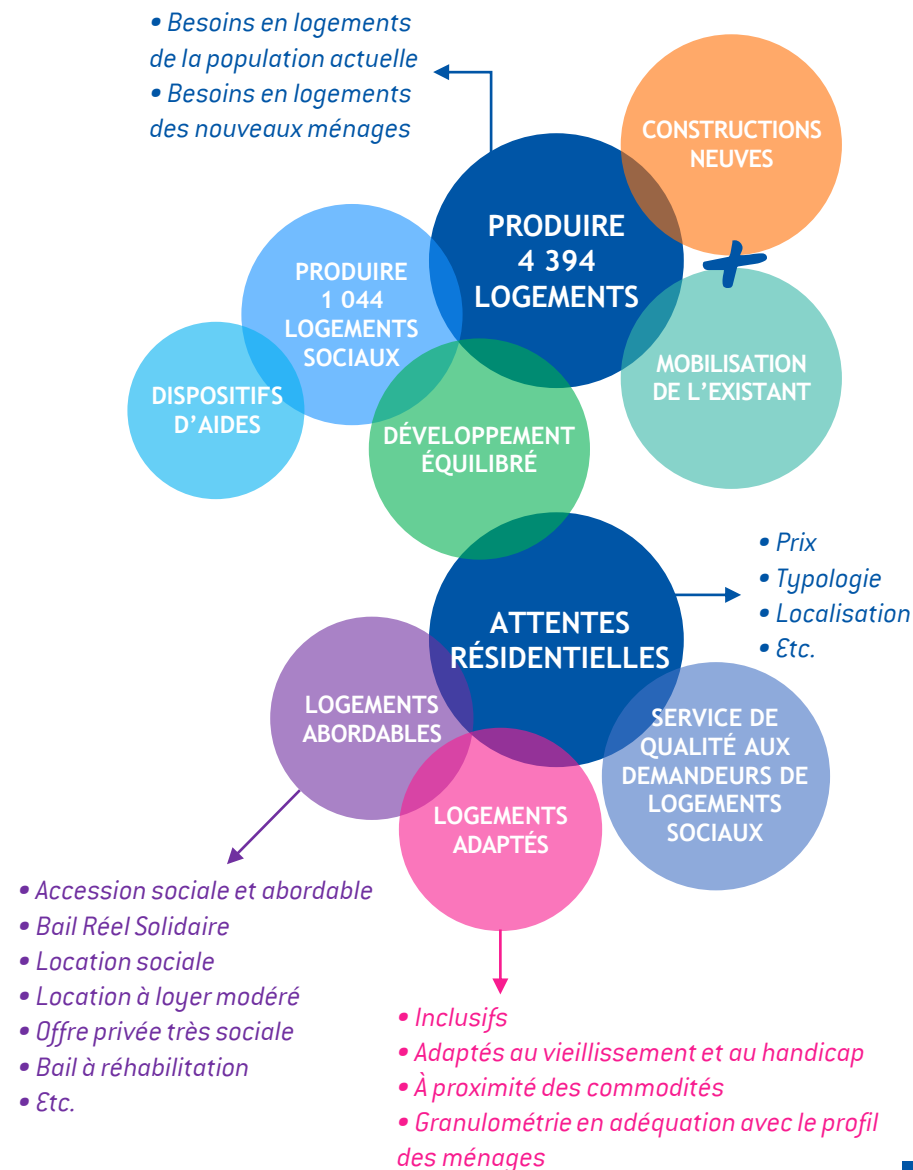 • Besoins en logements
de la population actuelle
• Besoins en logements
des nouveaux ménages
CONSTRUCTIONS
NEUVES
PRODUIRE
4 394
LOGEMENTS
+
PRODUIRE
1 044
LOGEMENTS
SOCIAUX
MOBILISATION
DE L’EXISTANT
DISPOSITIFS
D’AIDES
DÉVELOPPEMENT
ÉQUILIBRÉ
ATTENTES
RÉSIDENTIELLES
• Prix
• Typologie
• Localisation
• Etc.
LOGEMENTS
ABORDABLES
SERVICE DE
QUALITÉ AUX
DEMANDEURS DE
LOGEMENTS
SOCIAUX
LOGEMENTS
ADAPTÉS
• Accession sociale et abordable
• Bail Réel Solidaire
• Location sociale
• Location à loyer modéré
• Offre privée très sociale
• Bail à réhabilitation
• Etc.
• Inclusifs
• Adaptés au vieillissement et au handicap
• À proximité des commodités
• Granulométrie en adéquation avec le profil
des ménages